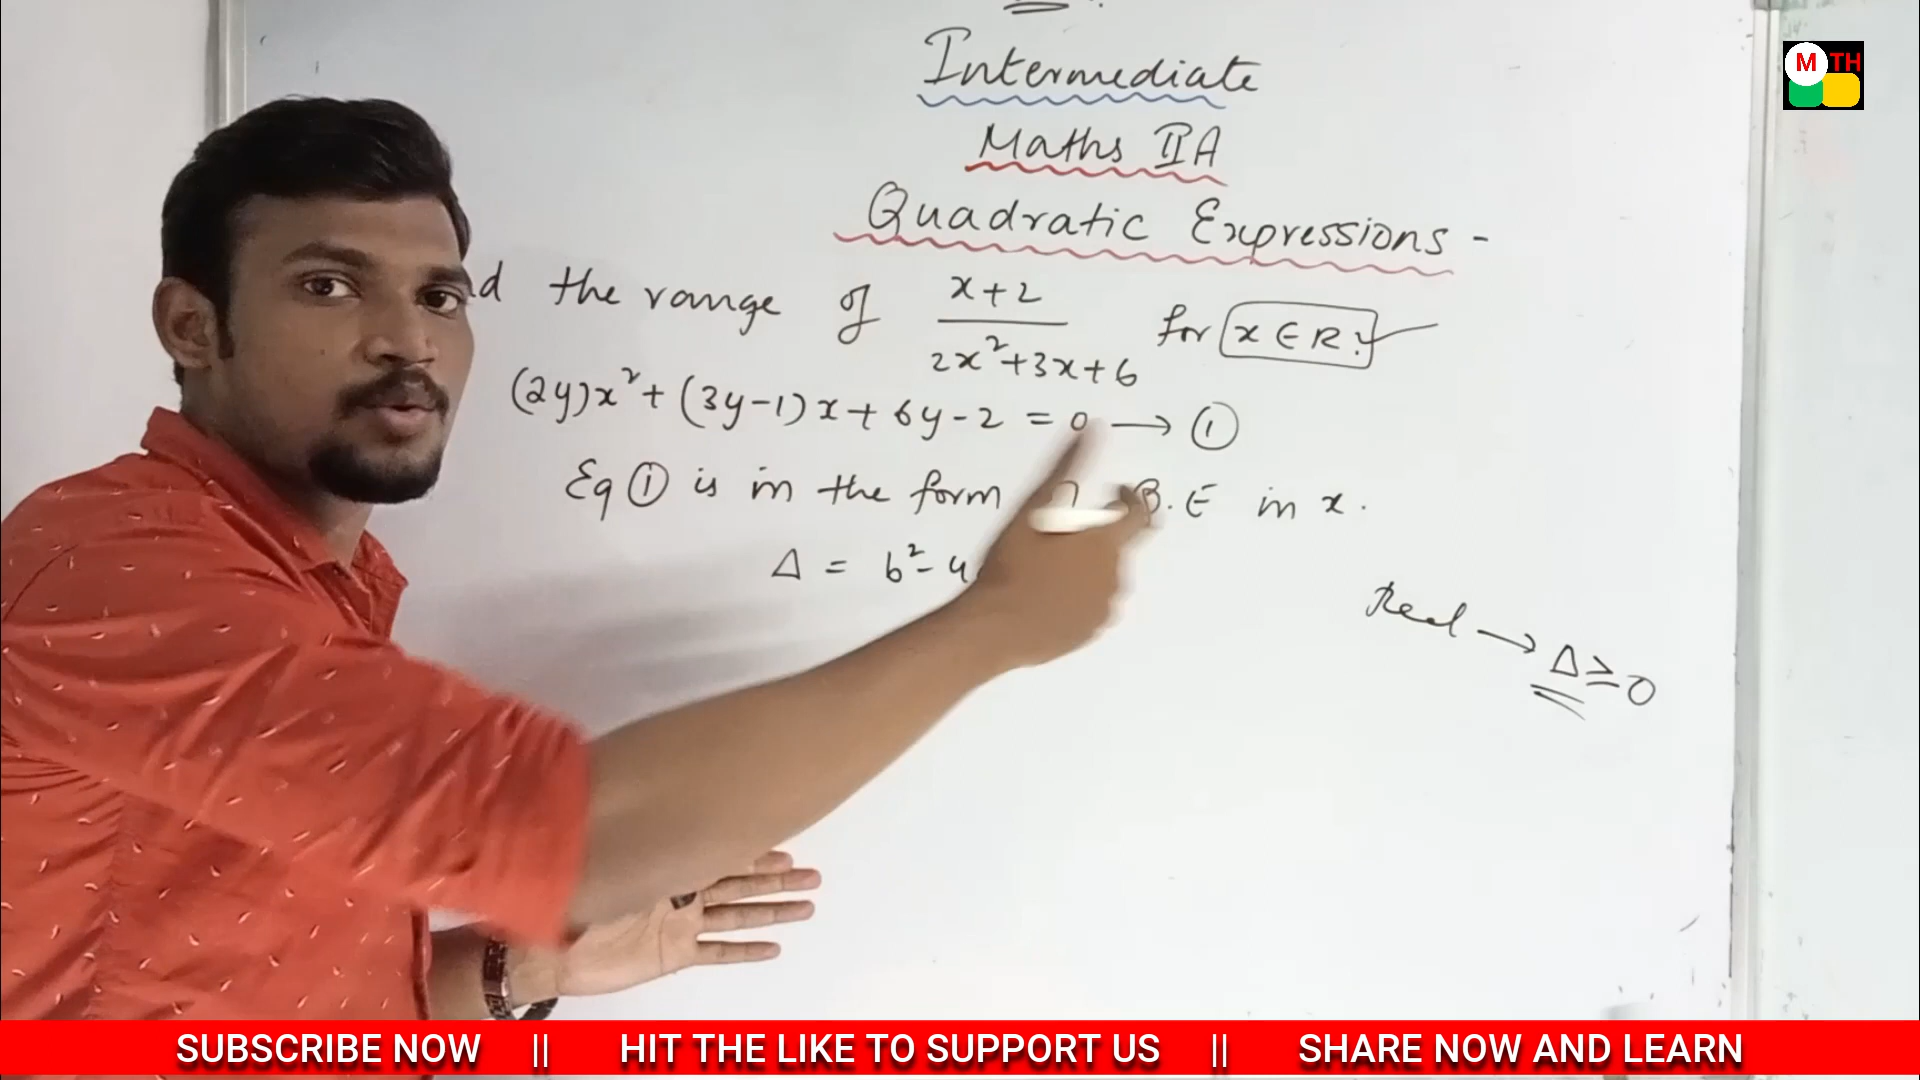 Intermediate
Maths IIA
Quadratic Expressions -
the range of x+2 / 2x²+3x+6 for x ∈ R.
(2y)x² + (3y-1)x + 6y-2 = 0 → ①
Eq ① is in the form .E in x.
Δ = b²- 4
Real → Δ ≥ 0
M TH
SUBSCRIBE NOW || HIT THE LIKE TO SUPPORT US || SHARE NOW AND LEARN